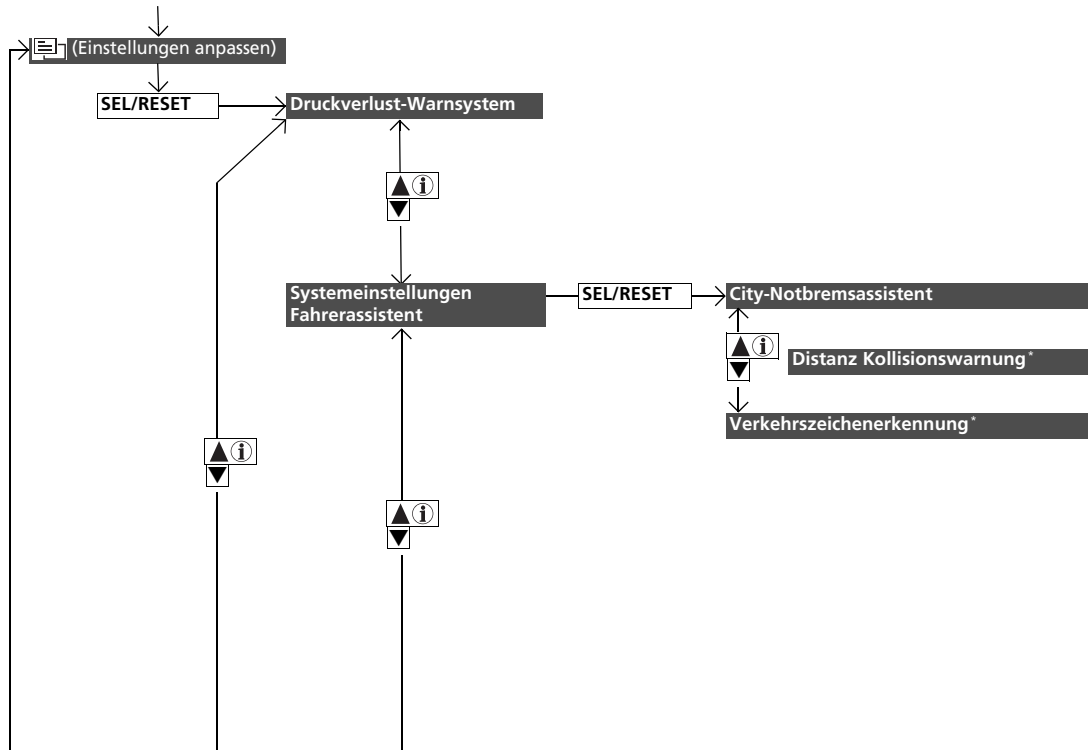 (Einstellungen anpassen)
SEL/RESET
Druckverlust-Warnsystem
i
Systemeinstellungen
Fahrerassistent
SEL/RESET
City-Notbremsassistent
i
Distanz Kollisionswarnung*
Verkehrszeichenerkennung*
i
i